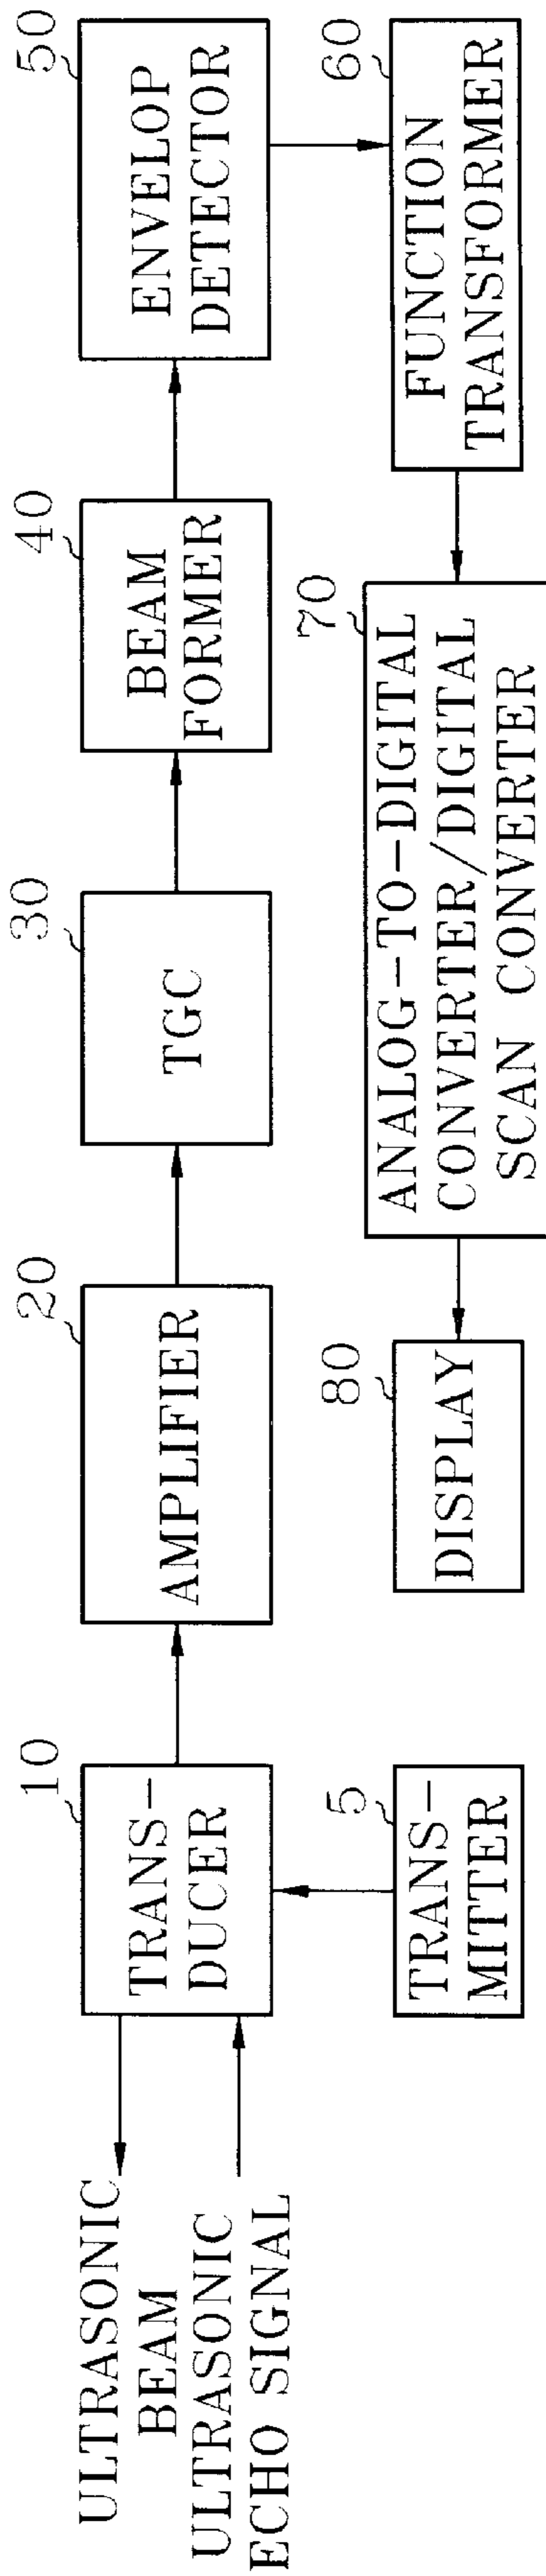 ULTRASONIC
BEAM
ULTRASONIC
ECHO SIGNAL
10
TRANS-
DUCER
5
TRANS-
MITTER
20
AMPLIFIER
30
TGC
40
BEAM
FORMER
50
ENVELOP
DETECTOR
60
FUNCTION
TRANSFORMER
70
ANALOG-TO-DIGITAL
CONVERTER/DIGITAL
SCAN CONVERTER
80
DISPLAY